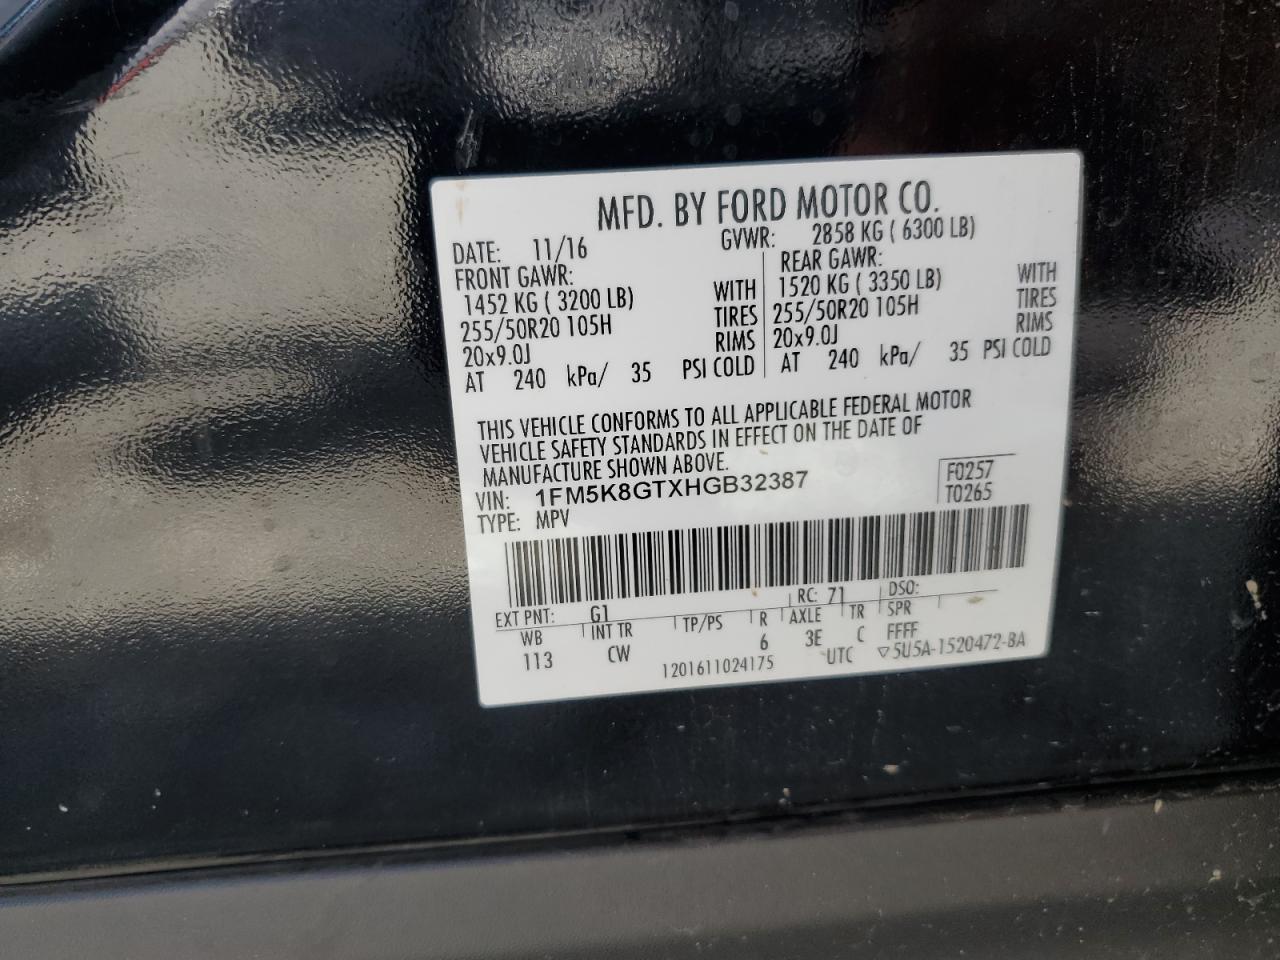 MFD. BY FORD MOTOR CO.
DATE: 11/16 GVWR: 2858 KG ( 6300 LB)
FRONT GAWR: REAR GAWR:
1452 KG ( 3200 LB) WITH 1520 KG ( 3350 LB) WITH
255/50R20 105H TIRES 255/50R20 105H TIRES
20x9.0J RIMS 20x9.0J RIMS
AT 240 kPa/ 35 PSI COLD AT 240 kPa/ 35 PSI COLD
THIS VEHICLE CONFORMS TO ALL APPLICABLE FEDERAL MOTOR
VEHICLE SAFETY STANDARDS IN EFFECT ON THE DATE OF
MANUFACTURE SHOWN ABOVE.
VIN: 1FM5K8GTXHGB32387 F0257
TYPE: MPV T0265
EXT PNT: G1 RC: 71 DSO:
WB INT TR TP/PS R AXLE TR SPR
113 CW 6 3E C FFFF
1201611024175 UTC ▽5U5A-1520472-BA